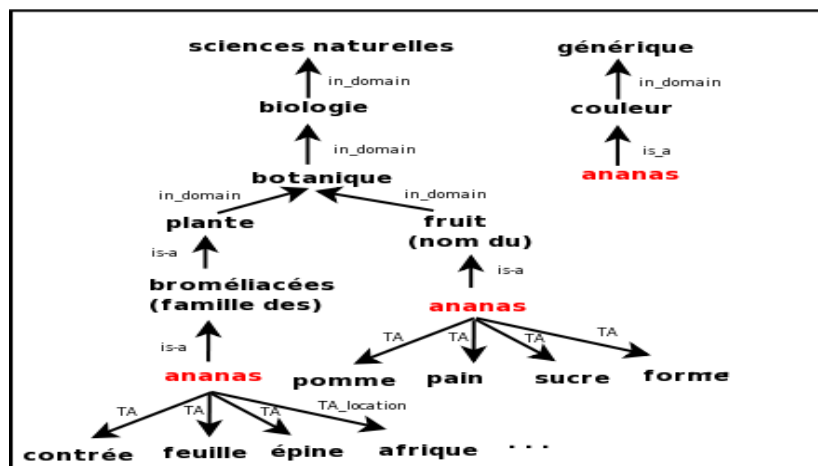 sciences naturelles
générique
in_domain
in_domain
biologie
couleur
in_domain
is_a
botanique
ananas
in_domain
in_domain
plante
fruit
(nom du)
is-a
is-a
broméliacées
(famille des)
ananas
is-a
TA
TA
TA
TA
ananas
pomme
pain
sucre
forme
TA
TA
TA
TA_location
contrée
feuille
épine
afrique
. . .